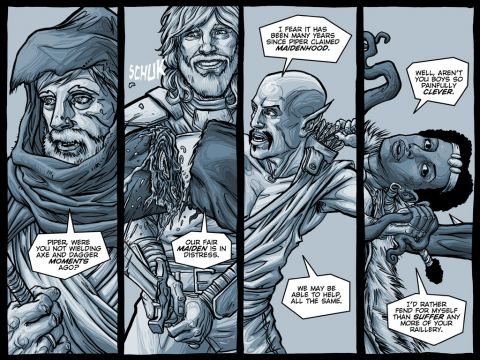 PIPER, WERE
YOU NOT WIELDING
AXE AND DAGGER
MOMENTS
AGO?
SCHUK
OUR FAIR
MAIDEN IS IN
DISTRESS.
I FEAR IT HAS
BEEN MANY YEARS
SINCE PIPER CLAIMED
MAIDENHOOD.
WE MAY BE
ABLE TO HELP,
ALL THE SAME.
WELL, AREN'T
YOU BOYS SO
PAINFULLY
CLEVER.
I'D RATHER
FEND FOR MYSELF
THAN SUFFER ANY
MORE OF YOUR
RAILLERY.